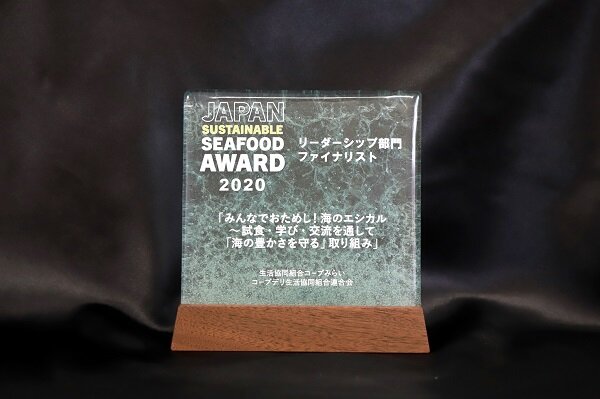 JAPAN
SUSTAINABLE
SEAFOOD
AWARD
2020
リーダーシップ部門
ファイナリスト
「みんなでおためし！海のエシカル
～試食・学び・交流を通して
「海の豊かさを守る』取り組み」
生活協同組合コープみらい
コープデリ生活協同組合連合会